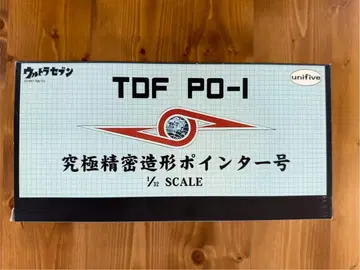 ウルトラセブン
unifive
TDF PO-1
究極精密造形ポインター号
1/32 SCALE